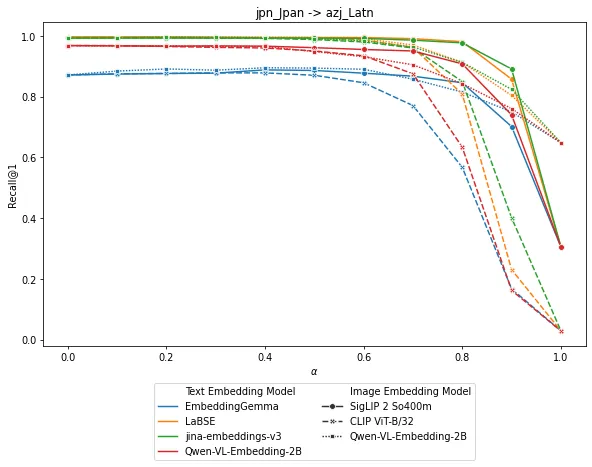 jpn_Jpan -> azj_Latn
Recall@1
1.0
0.8
0.6
0.4
0.2
0.0
0.0 0.2 0.4 0.6 0.8 1.0
α
Text Embedding Model Image Embedding Model
EmbeddingGemma SigLIP 2 So400m
LaBSE CLIP ViT-B/32
jina-embeddings-v3 Qwen-VL-Embedding-2B
Qwen-VL-Embedding-2B